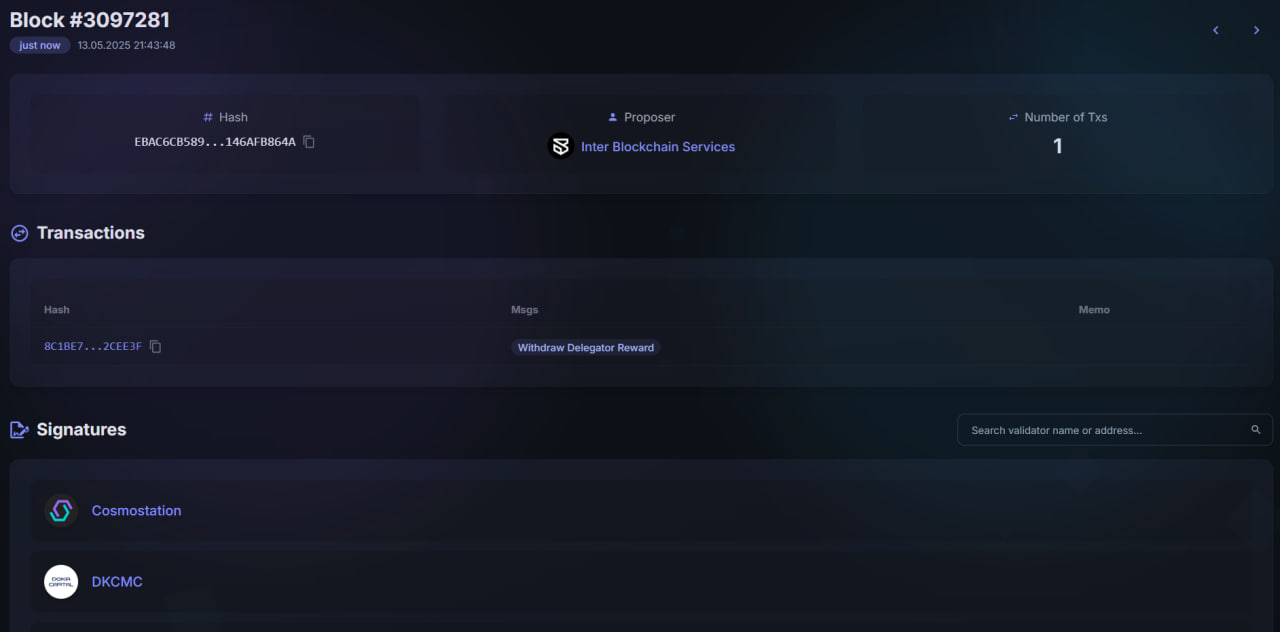 Block #3097281
just now 13.05.2025 21:43:48
# Hash
EBAC6CB589...146AFB864A
Proposer
Inter Blockchain Services
Number of Txs
1
Transactions
Hash Msgs Memo
8C1BE7...2CEE3F Withdraw Delegator Reward
Signatures
Search validator name or address...
Cosmostation
DOKIA
CAPITAL
DKCMC